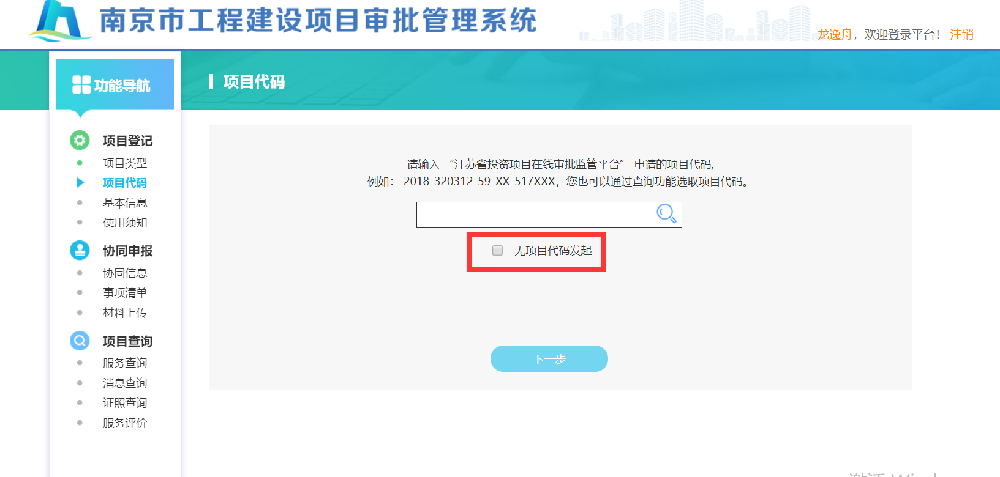 南京市工程建设项目审批管理系统
龙逸舟，欢迎登录平台！ 注销
功能导航
项目代码
项目登记
项目类型
项目代码
基本信息
使用须知
协同申报
协同信息
事项清单
材料上传
项目查询
服务查询
消息查询
证照查询
服务评价
请输入 “江苏省投资项目在线审批监管平台” 申请的项目代码,
例如： 2018-320312-59-XX-517XXX，您也可以通过查询功能选取项目代码。
无项目代码发起
下一步